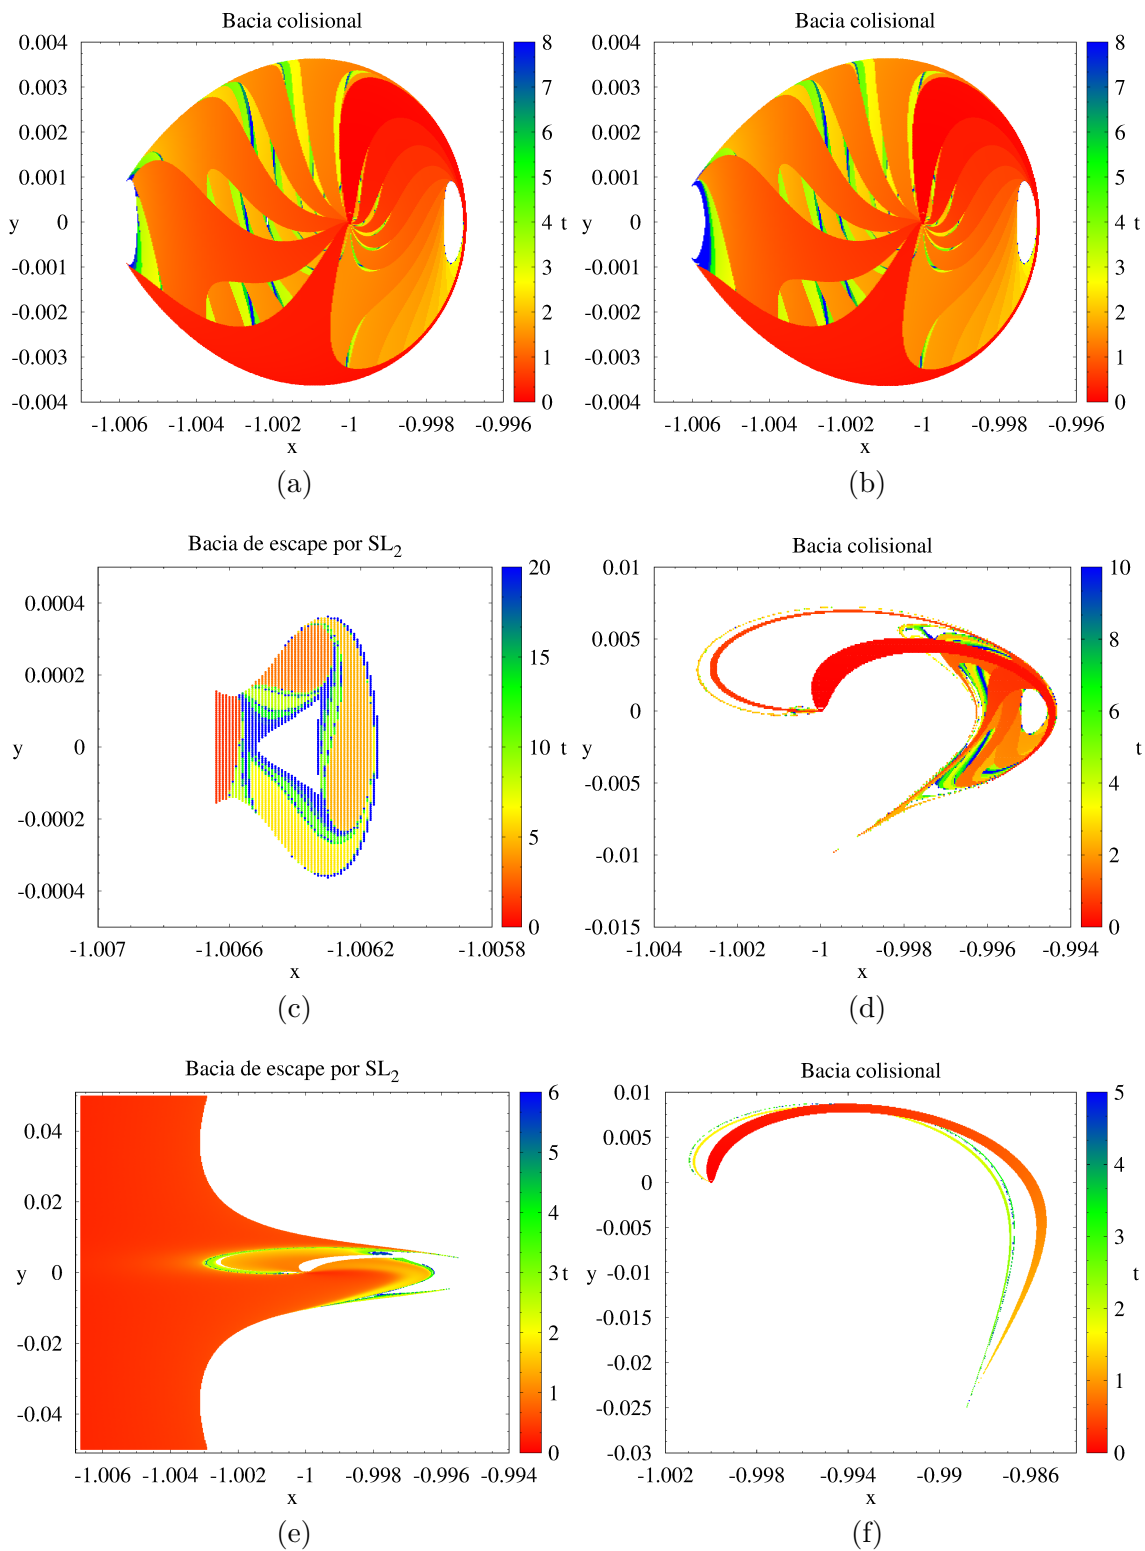 Bacia colisional
Bacia colisional
0.004
0.003
0.002
0.001
0
-0.001
-0.002
-0.003
-0.004
y
-1.006 -1.004 -1.002 -1 -0.998 -0.996
x
8
7
6
5
4
3
2
1
0
t
(a)
0.004
0.003
0.002
0.001
0
-0.001
-0.002
-0.003
-0.004
y
-1.006 -1.004 -1.002 -1 -0.998 -0.996
x
8
7
6
5
4
3
2
1
0
t
(b)
Bacia de escape por SL2
0.0004
0.0002
0
-0.0002
-0.0004
y
-1.007 -1.0066 -1.0062 -1.0058
x
20
15
10
5
0
t
(c)
Bacia colisional
0.01
0.005
0
-0.005
-0.01
-0.015
y
-1.004 -1.002 -1 -0.998 -0.996 -0.994
x
10
8
6
4
2
0
t
(d)
Bacia de escape por SL2
0.04
0.02
0
-0.02
-0.04
y
-1.006 -1.004 -1.002 -1 -0.998 -0.996 -0.994
x
6
5
4
3
2
1
0
t
(e)
Bacia colisional
0.01
0.005
0
-0.005
-0.01
-0.015
-0.02
-0.025
-0.03
y
-1.002 -0.998 -0.994 -0.99 -0.986
x
5
4
3
2
1
0
t
(f)